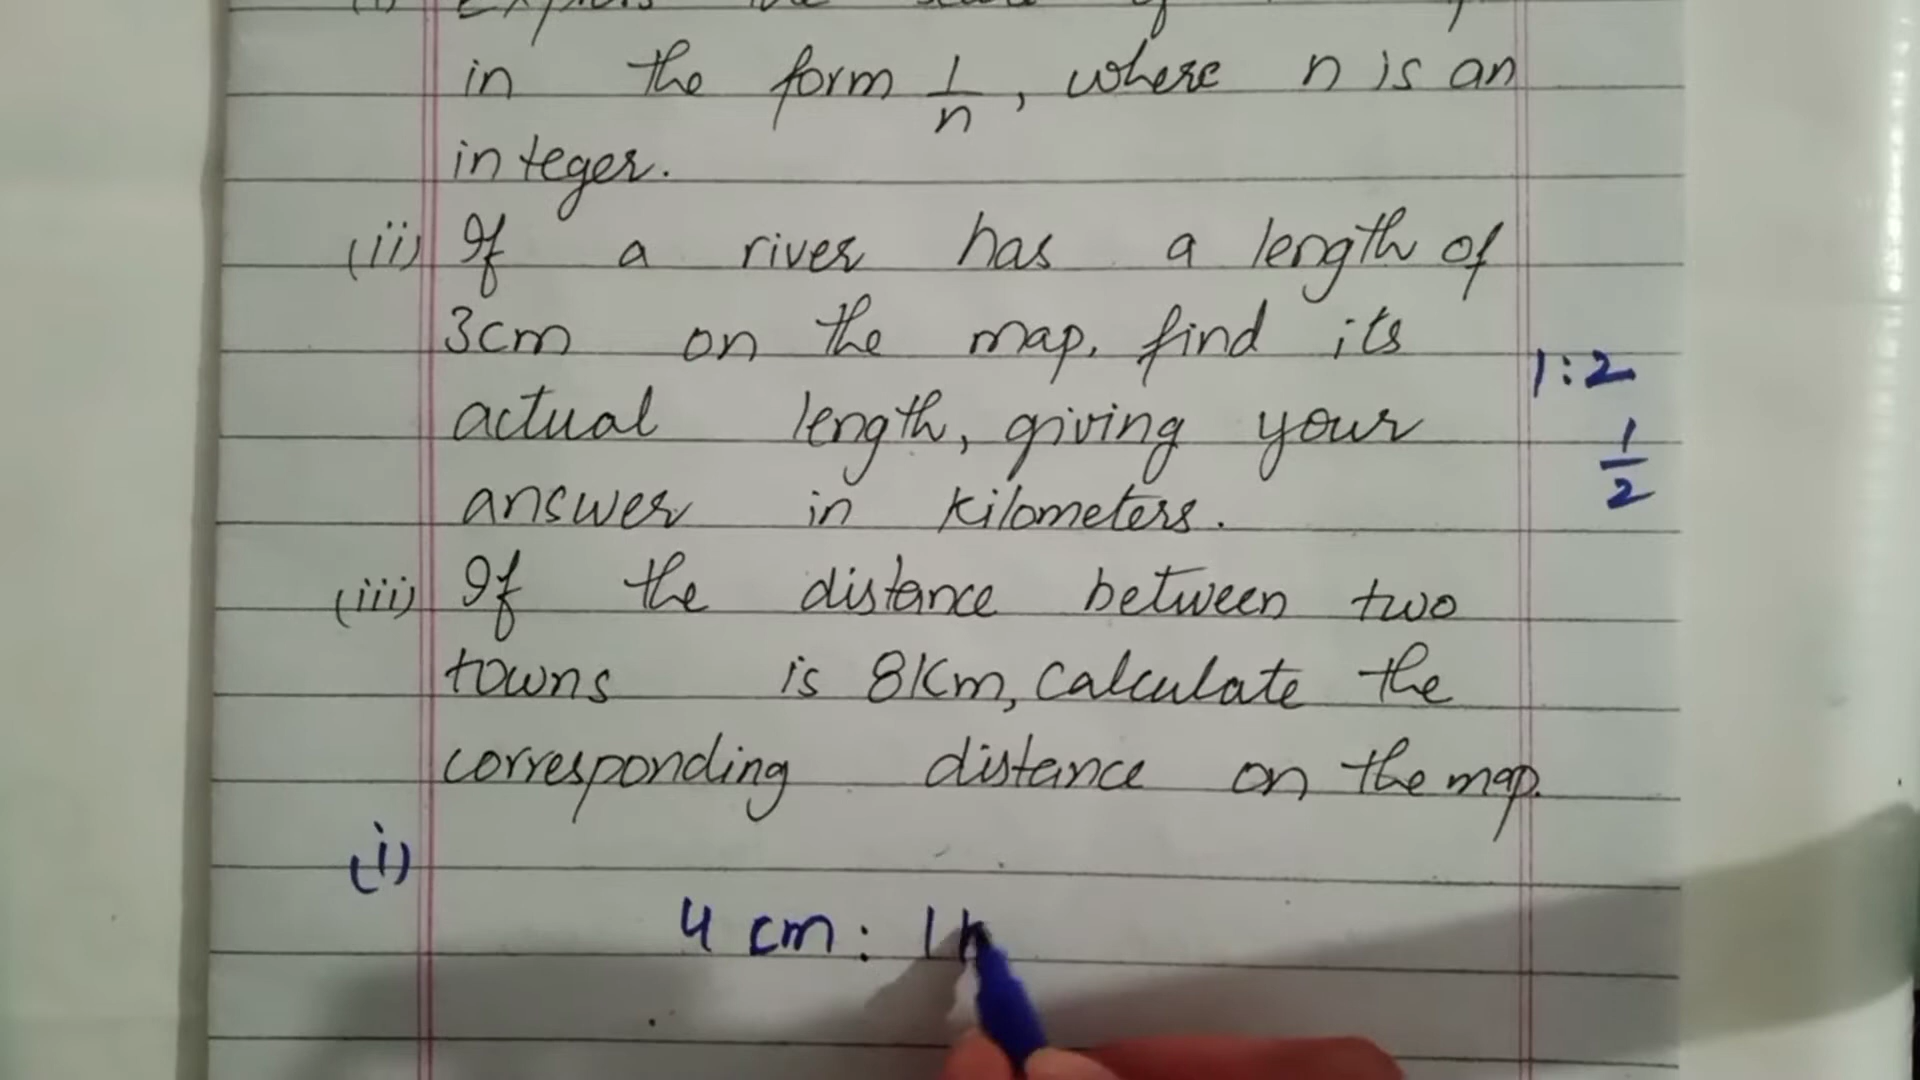 in the form 1/n, where n is an
integer.
(ii) If a river has a length of
3cm on the map. find its
actual length, giving your
answer in kilometers.
(iii) If the distance between two
towns is 8Km, calculate the
corresponding distance on the map.
1:2
1/2
(i)
4 cm: 1k